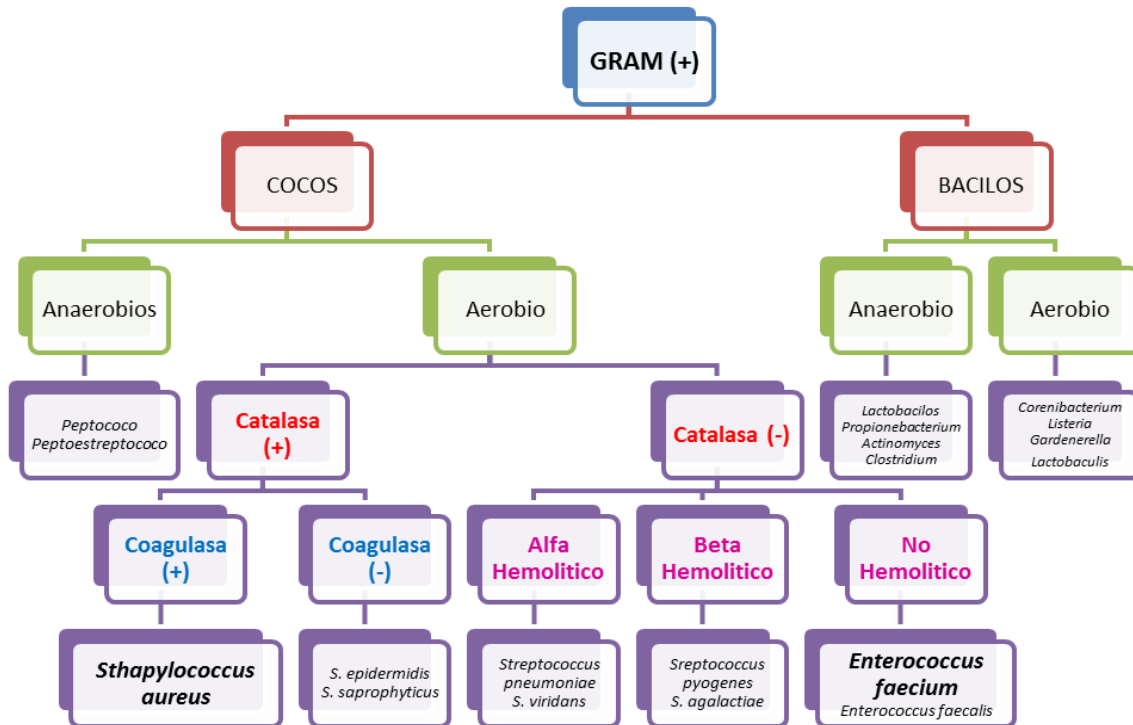 GRAM (+)
COCOS
BACILOS
Anaerobios
Aerobio
Anaerobio
Aerobio
Peptococo
Peptoestreptococo
Catalasa
(+)
Catalasa (-)
Lactobacilos
Propionebacterium
Actinomyces
Clostridium
Corenibacterium
Listeria
Gardenerella
Lactobaculis
Coagulasa
(+)
Coagulasa
(-)
Alfa
Hemolitico
Beta
Hemolitico
No
Hemolitico
Sthapylococcus
aureus
S. epidermidis
S. saprophyticus
Streptococcus
pneumoniae
S. viridans
Sreptococcus
pyogenes
S. agalactiae
Enterococcus
faecium
Enterococcus faecalis